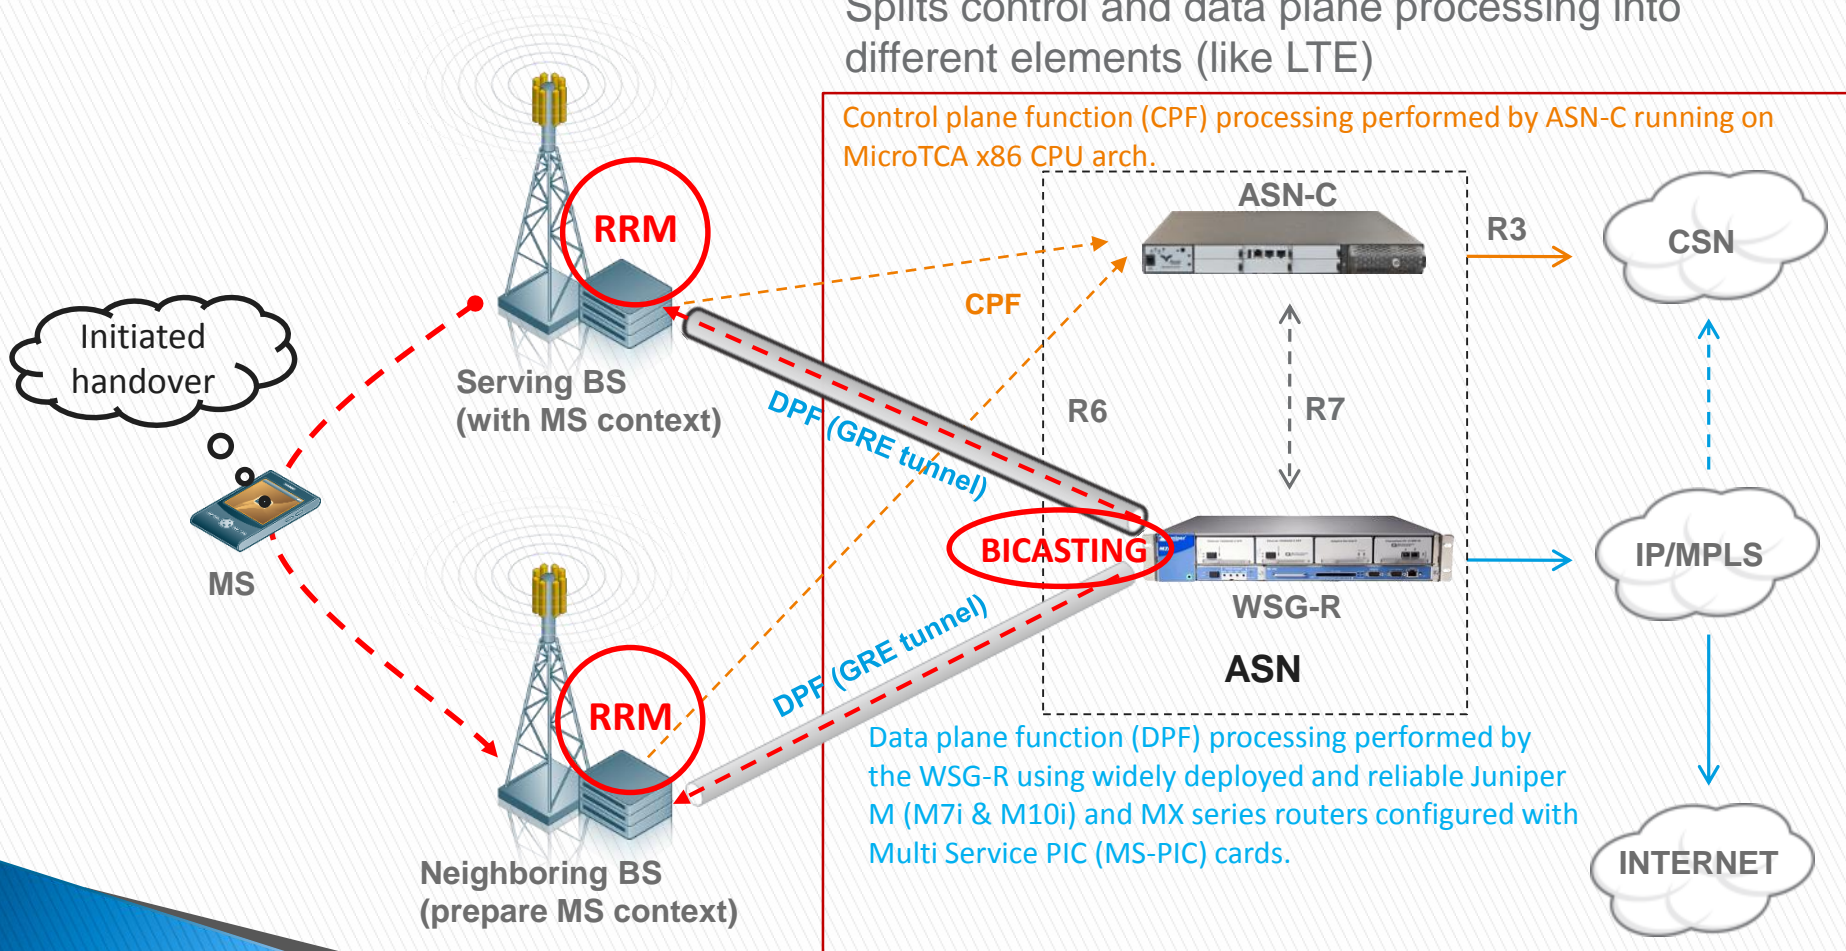 Splits control and data plane processing into
different elements (like LTE)
Control plane function (CPF) processing performed by ASN-C running on
MicroTCA x86 CPU arch.
ASN-C
RRM
R3
CSN
CPF
Initiated
handover
Serving BS
(with MS context)
DPF (GRE tunnel)
R6
R7
BICASTING
IP/MPLS
MS
WSG-R
DPF (GRE tunnel)
ASN
RRM
Data plane function (DPF) processing performed by
the WSG-R using widely deployed and reliable Juniper
M (M7i & M10i) and MX series routers configured with
Multi Service PIC (MS-PIC) cards.
INTERNET
Neighboring BS
(prepare MS context)